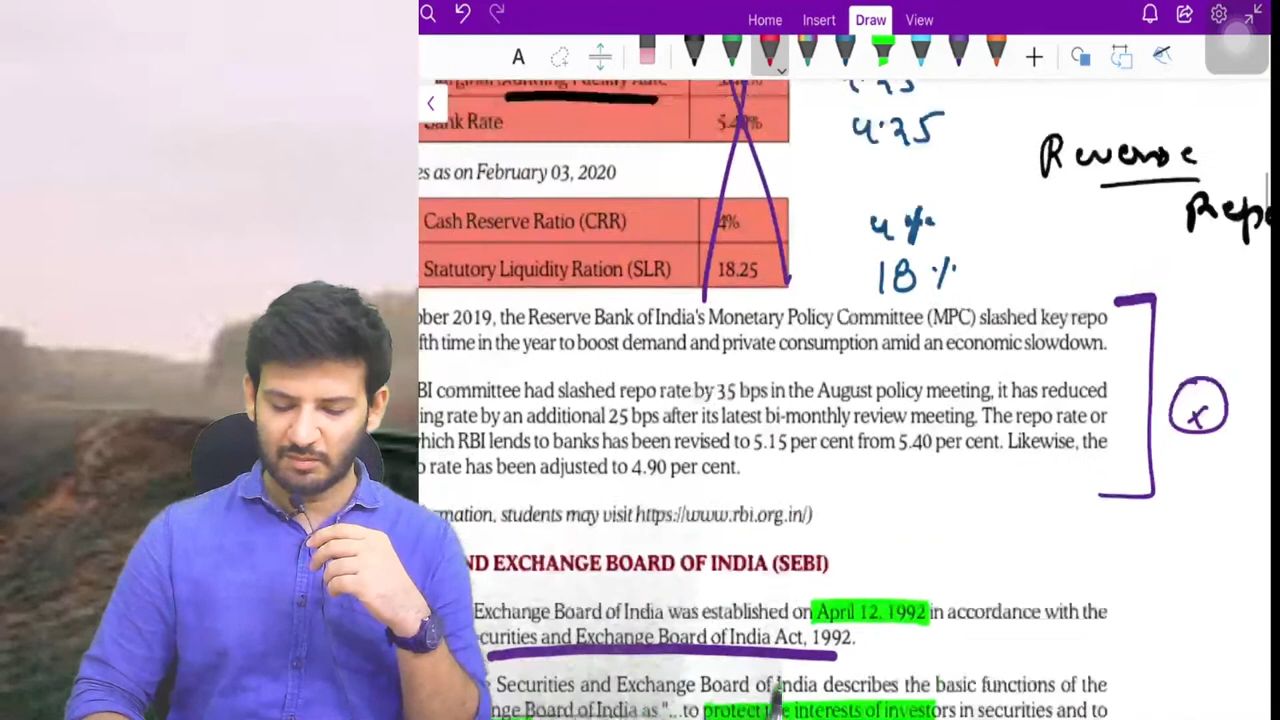 Home Insert Draw View
A
4.25
Bank Rate 5.40%
4.25
Reverse
Repo
es as on February 03, 2020
Cash Reserve Ratio (CRR) 4%
4%
Statutory Liquidity Ration (SLR) 18.25
18%
ober 2019, the Reserve Bank of India's Monetary Policy Committee (MPC) slashed key repo
fth time in the year to boost demand and private consumption amid an economic slowdown.
BI committee had slashed repo rate by 35 bps in the August policy meeting, it has reduced
ing rate by an additional 25 bps after its latest bi-monthly review meeting. The repo rate or
x
hich RBI lends to banks has been revised to 5.15 per cent from 5.40 per cent. Likewise, the
o rate has been adjusted to 4.90 per cent.
rmation, students may visit https://www.rbi.org.in/)
ND EXCHANGE BOARD OF INDIA (SEBI)
Exchange Board of India was established on April 12, 1992 in accordance with the
curities and Exchange Board of India Act, 1992.
Securities and Exchange Board of India describes the basic functions of the
nge Board of India as "...to protect the interests of investors in securities and to